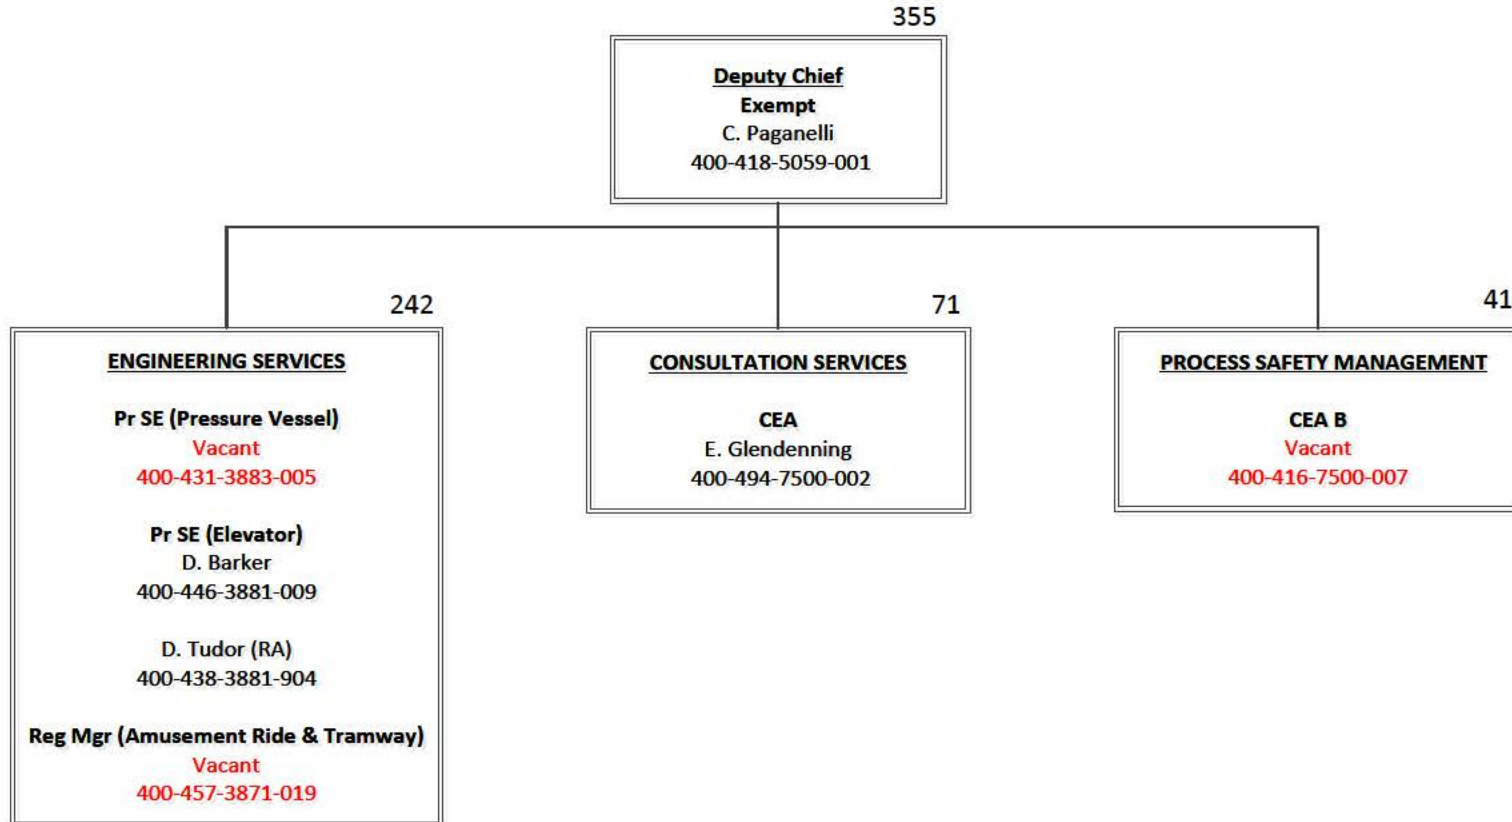 355
Deputy Chief
Exempt
C. Paganelli
400-418-5059-001
242
ENGINEERING SERVICES
Pr SE (Pressure Vessel)
Vacant
400-431-3883-005
Pr SE (Elevator)
D. Barker
400-446-3881-009
D. Tudor (RA)
400-438-3881-904
Reg Mgr (Amusement Ride & Tramway)
Vacant
400-457-3871-019
71
CONSULTATION SERVICES
CEA
E. Glendenning
400-494-7500-002
41
PROCESS SAFETY MANAGEMENT
CEA B
Vacant
400-416-7500-007